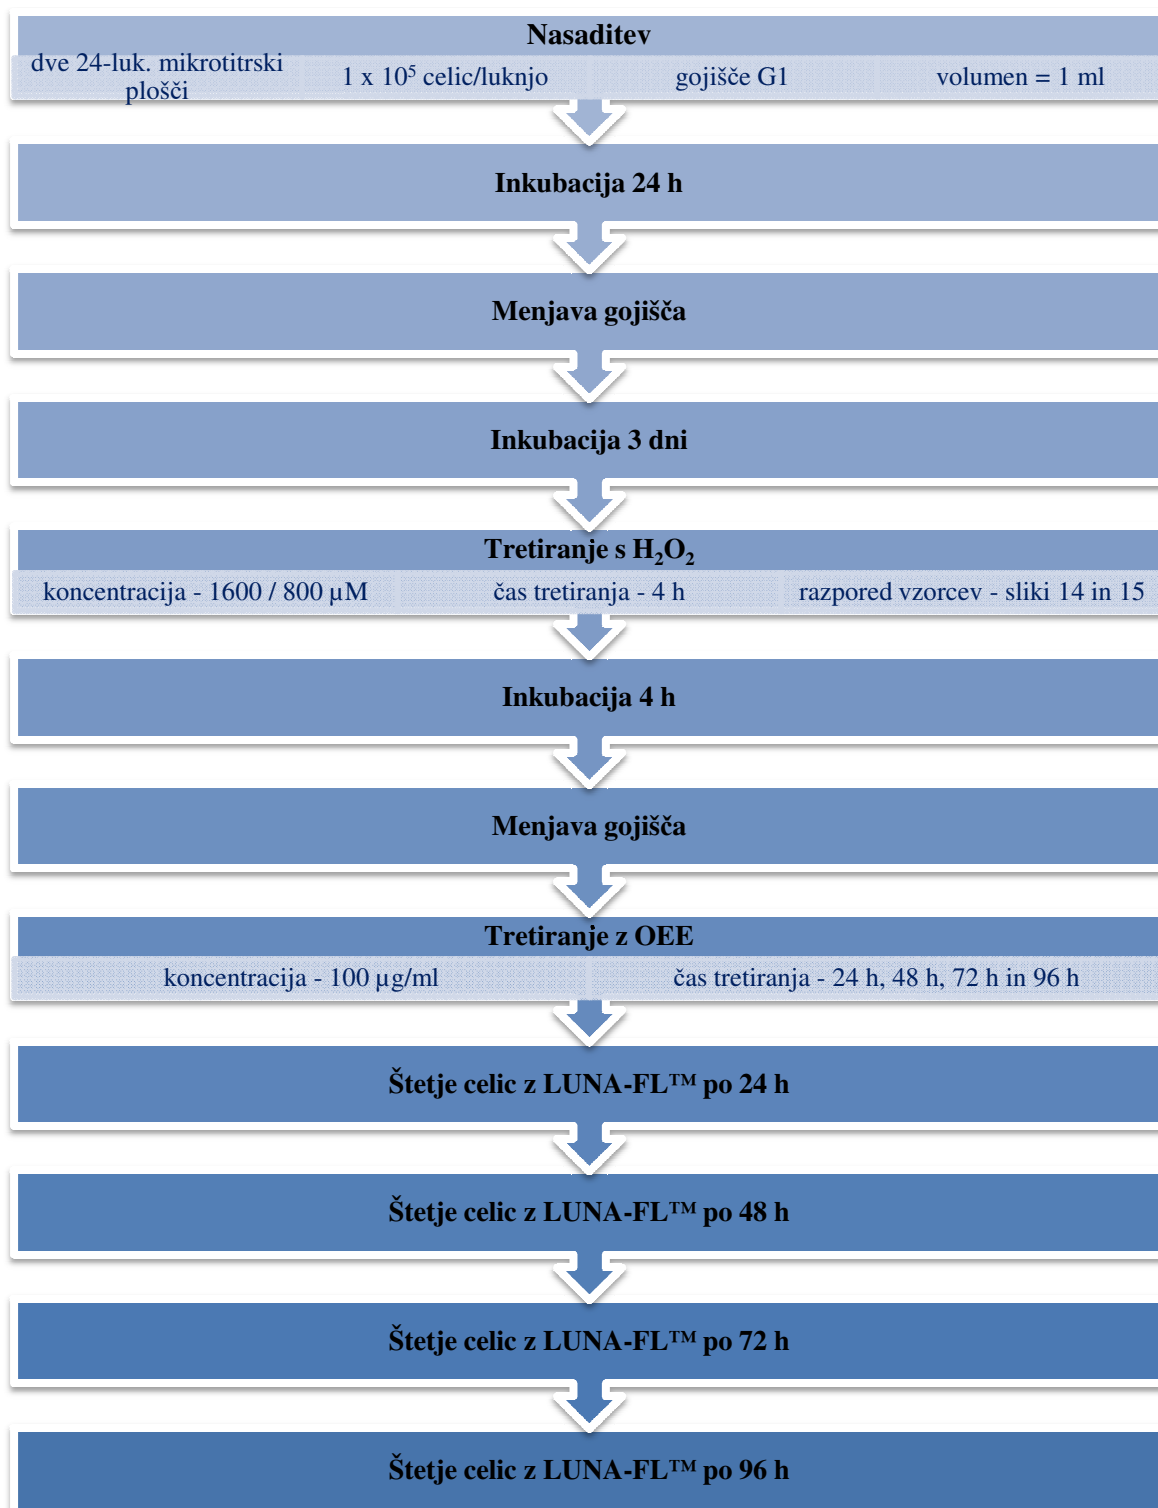 Nasaditev
dve 24-luk. mikrotitrski
plošči
1 x 10⁵ celic/luknjo
gojišče G1
volumen = 1 ml
Inkubacija 24 h
Menjava gojišča
Inkubacija 3 dni
Tretiranje s H₂O₂
koncentracija - 1600 / 800 µM
čas tretiranja - 4 h
razpored vzorcev - sliki 14 in 15
Inkubacija 4 h
Menjava gojišča
Tretiranje z OEE
koncentracija - 100 µg/ml
čas tretiranja - 24 h, 48 h, 72 h in 96 h
Štetje celic z LUNA-FL™ po 24 h
Štetje celic z LUNA-FL™ po 48 h
Štetje celic z LUNA-FL™ po 72 h
Štetje celic z LUNA-FL™ po 96 h